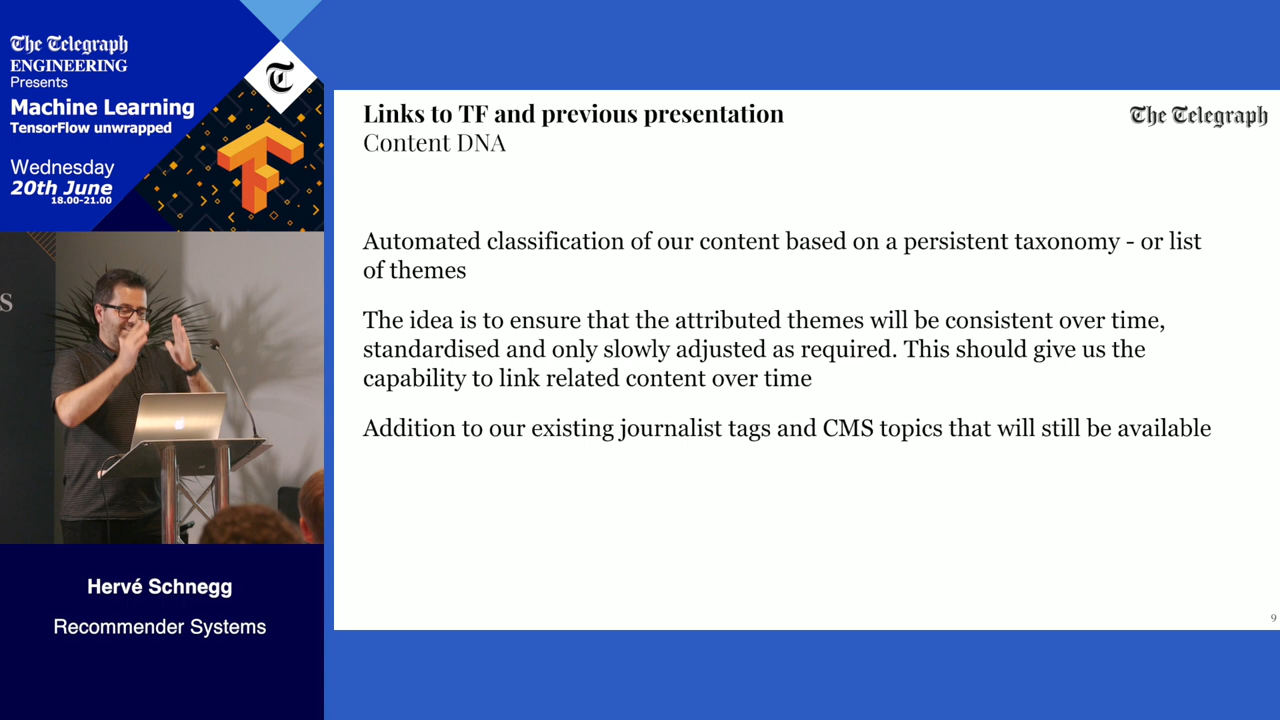 The Telegraph
ENGINEERING
Presents
Machine Learning
TensorFlow unwrapped
Wednesday
20th June
18.00-21.00
T
S
Hervé Schnegg
Recommender Systems
Links to TF and previous presentation
Content DNA
The Telegraph
Automated classification of our content based on a persistent taxonomy - or list
of themes
The idea is to ensure that the attributed themes will be consistent over time,
standardised and only slowly adjusted as required. This should give us the
capability to link related content over time
Addition to our existing journalist tags and CMS topics that will still be available
9